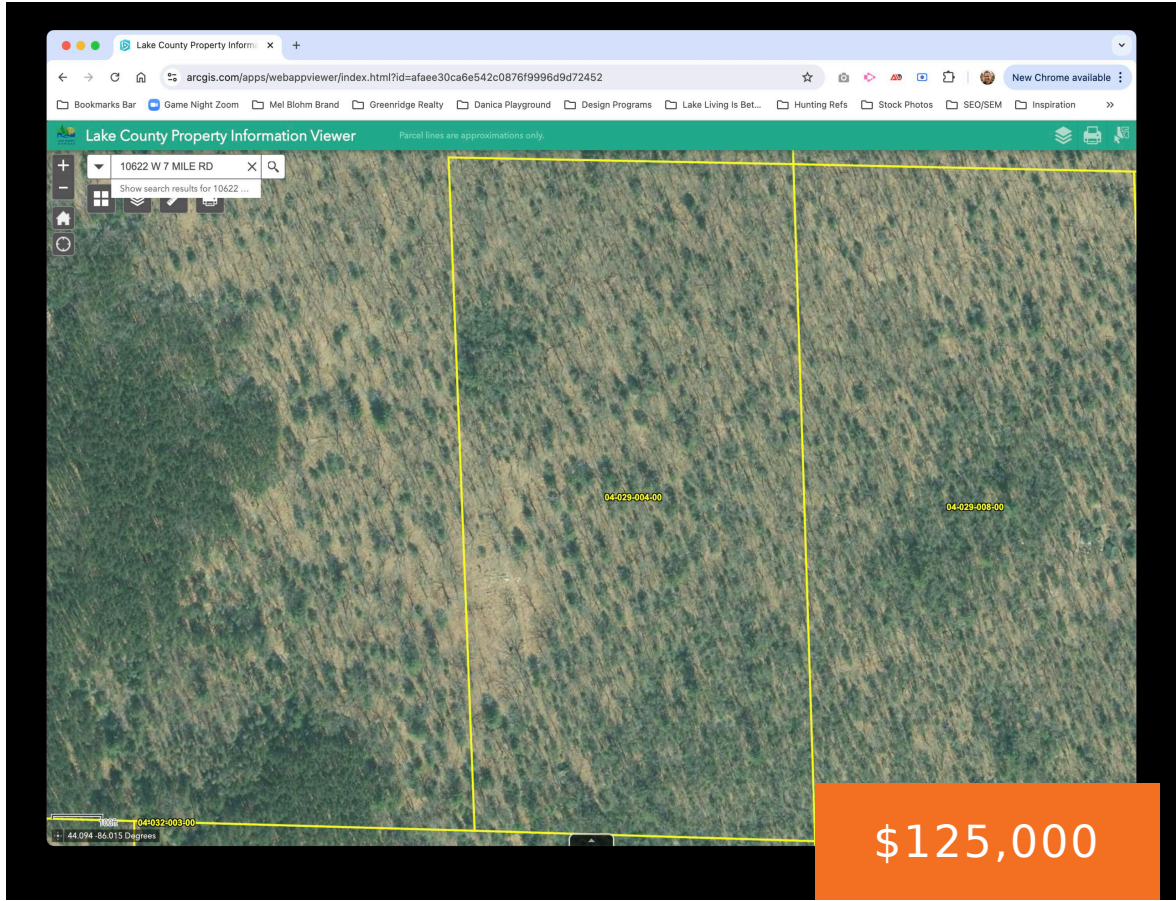 Lake County Property Inform
arcgis.com/apps/webappviewer/index.html?id=afaee30ca6e542c0876f9996d9d72452
New Chrome available
Bookmarks Bar
Game Night Zoom
Mel Blohm Brand
Greenridge Realty
Danica Playground
Design Programs
Lake Living Is Bet...
Hunting Refs
Stock Photos
SEO/SEM
Inspiration
Lake County Property Information Viewer
Parcel lines are approximations only.
10622 W 7 MILE RD
Show search results for 10622 ...
04-029-004-00
04-029-008-00
04-032-003-00
44.094 -86.015 Degrees
$125,000